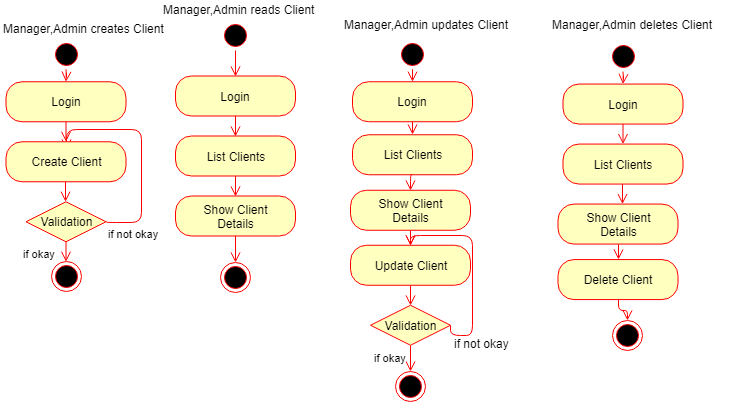 Manager,Admin creates Client
Login
Create Client
Validation
if not okay
if okay
Manager,Admin reads Client
Login
List Clients
Show Client
Details
Manager,Admin updates Client
Login
List Clients
Show Client
Details
Update Client
Validation
if not okay
if okay
Manager,Admin deletes Client
Login
List Clients
Show Client
Details
Delete Client